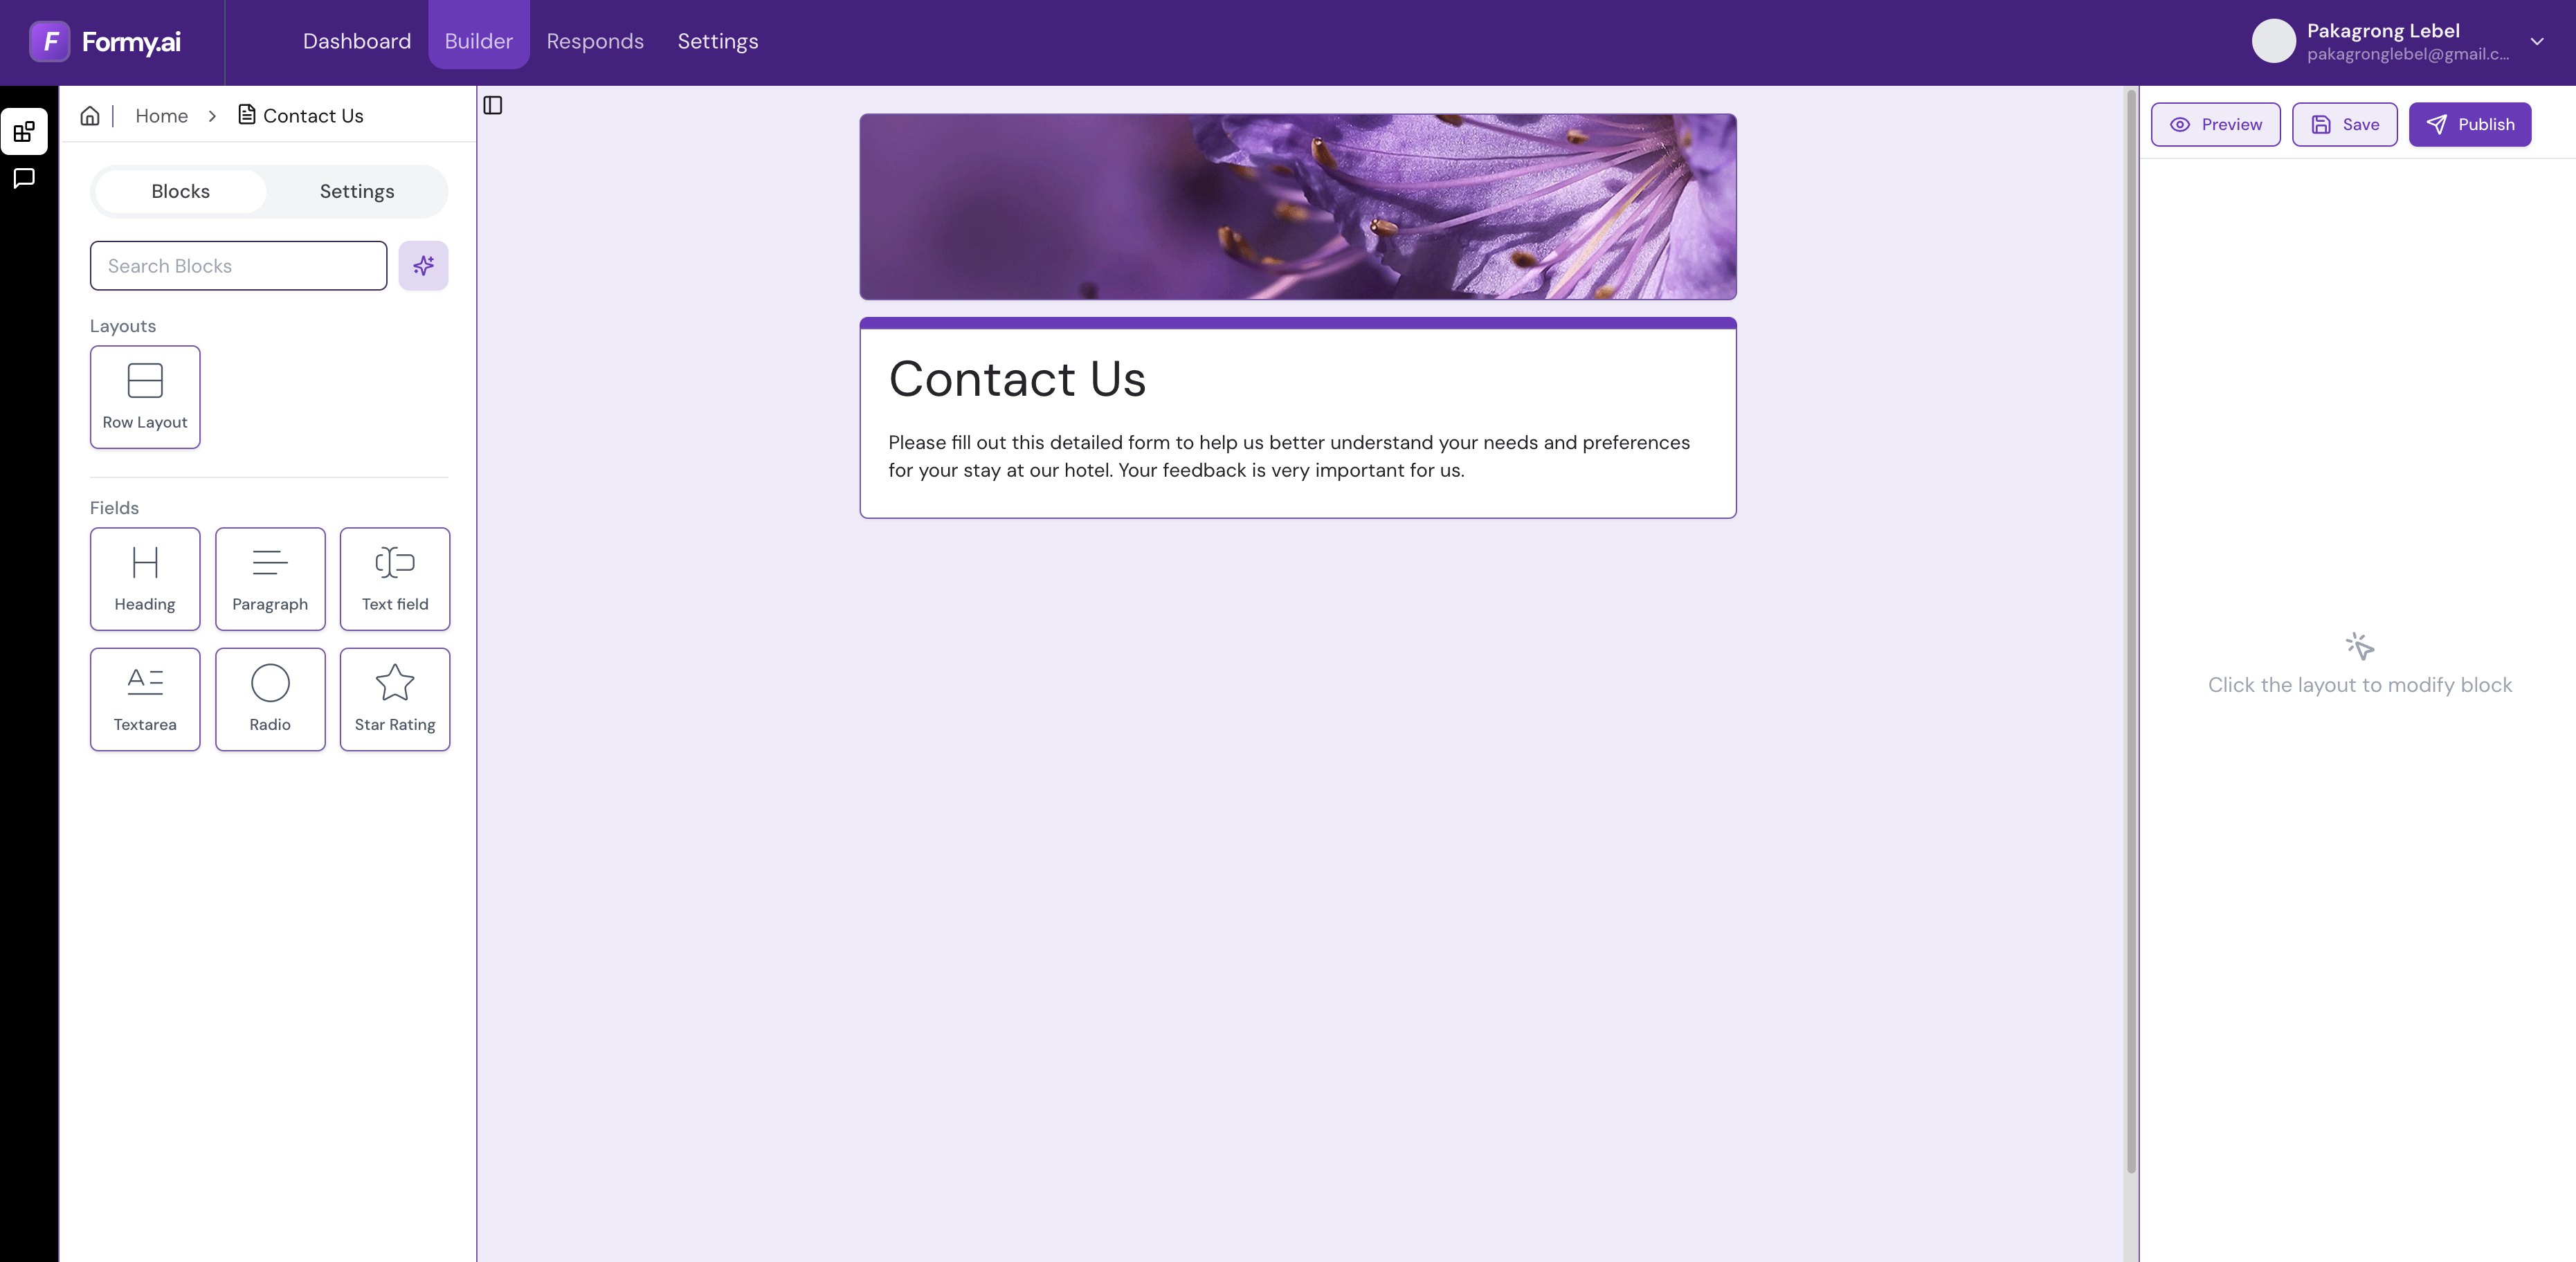 F Formy.ai
Dashboard
Builder
Responds
Settings
Pakagrong Lebel
pakagronglebel@gmail.c...
Home
Contact Us
Blocks
Settings
Search Blocks
Layouts
Row Layout
Fields
Heading
Paragraph
Text field
Textarea
Radio
Star Rating
Contact Us
Please fill out this detailed form to help us better understand your needs and preferences
for your stay at our hotel. Your feedback is very important for us.
Preview
Save
Publish
Click the layout to modify block